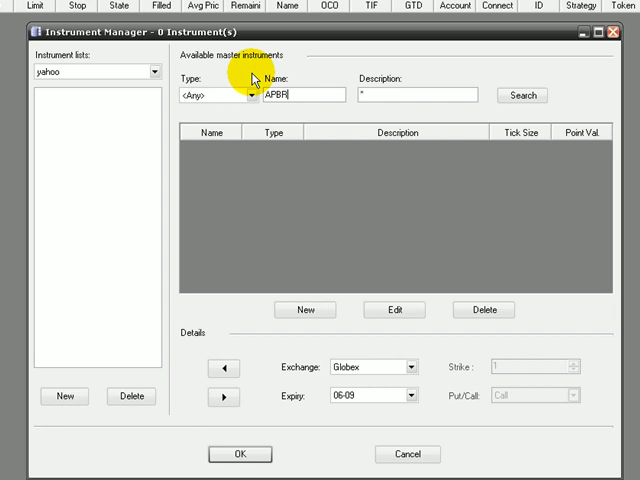 Limit Stop State Filled Avg Pric Remaini Name OCO TIF GTD Account Connect ID Strategy Token
Instrument Manager - 0 Instrument(s)
Instrument lists:
yahoo
Available master instruments
Type: Name: Description:
<Any> APBR * Search
Name Type Description Tick Size Point Val.
New Edit Delete
Details
Exchange: Globex Strike : 1
Expiry: 06-09 Put/Call: Call
New Delete
OK Cancel